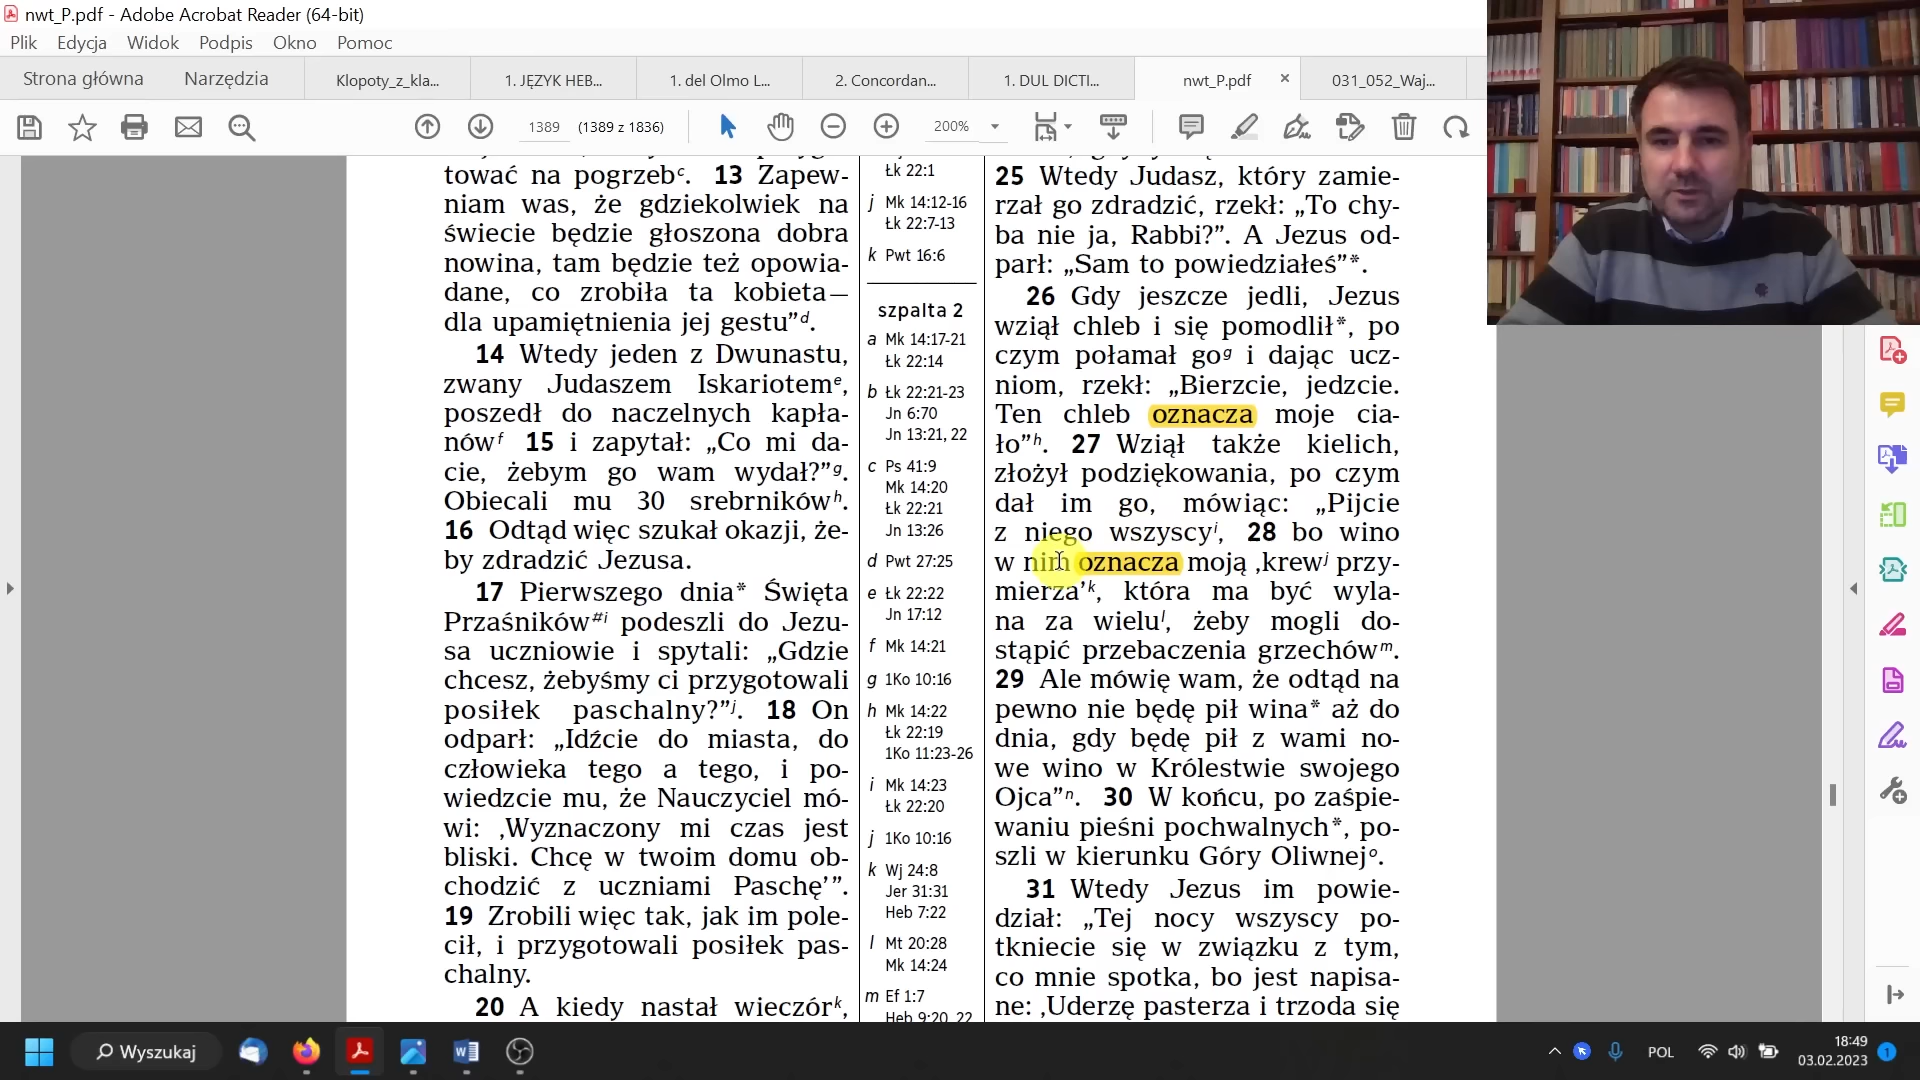 nwt_P.pdf - Adobe Acrobat Reader (64-bit)
Plik Edycja Widok Podpis Okno Pomoc
Strona główna Narzędzia Klopoty_z_kla... 1. JĘZYK HEB... 1. del Olmo L... 2. Concordan... 1. DUL DICTI... nwt_P.pdf × 031_052_Waj...
1389 (1389 z 1836) 200%
tować na pogrzebᶜ. 13 Zapew-
niam was, że gdziekolwiek na
świecie będzie głoszona dobra
nowina, tam będzie też opowia-
dane, co zrobiła ta kobieta—
dla upamiętnienia jej gestu”ᵈ.
14 Wtedy jeden z Dwunastu,
zwany Judaszem Iskariotemᵉ,
poszedł do naczelnych kapła-
nówᶠ 15 i zapytał: „Co mi da-
cie, żebym go wam wydał?”ᵍ.
Obiecali mu 30 srebrnikówʰ.
16 Odtąd więc szukał okazji, że-
by zdradzić Jezusa.
17 Pierwszego dnia* Święta
Przaśników#ⁱ podeszli do Jezu-
sa uczniowie i spytali: „Gdzie
chcesz, żebyśmy ci przygotowali
posiłek paschalny?”ʲ. 18 On
odparł: „Idźcie do miasta, do
człowieka tego a tego, i po-
wiedzcie mu, że Nauczyciel mó-
wi: ‚Wyznaczony mi czas jest
bliski. Chcę w twoim domu ob-
chodzić z uczniami Paschę’”.
19 Zrobili więc tak, jak im pole-
cił, i przygotowali posiłek pas-
chalny.
20 A kiedy nastał wieczórᵏ,
Łk 22:1
j Mk 14:12-16
Łk 22:7-13
k Pwt 16:6
szpalta 2
a Mk 14:17-21
Łk 22:14
b Łk 22:21-23
Jn 6:70
Jn 13:21, 22
c Ps 41:9
Mk 14:20
Łk 22:21
Jn 13:26
d Pwt 27:25
e Łk 22:22
Jn 17:12
f Mk 14:21
g 1Ko 10:16
h Mk 14:22
Łk 22:19
1Ko 11:23-26
i Mk 14:23
Łk 22:20
j 1Ko 10:16
k Wj 24:8
Jer 31:31
Heb 7:22
l Mt 20:28
Mk 14:24
m Ef 1:7
Heb 9:20, 22
25 Wtedy Judasz, który zamie-
rzał go zdradzić, rzekł: „To chy-
ba nie ja, Rabbi?”. A Jezus od-
parł: „Sam to powiedziałeś”*.
26 Gdy jeszcze jedli, Jezus
wziął chleb i się pomodlił*, po
czym połamał goᵍ i dając ucz-
niom, rzekł: „Bierzcie, jedzcie.
Ten chleb oznacza moje cia-
ło”ʰ. 27 Wziął także kielich,
złożył podziękowania, po czym
dał im go, mówiąc: „Pijcie
z niego wszyscyⁱ, 28 bo wino
w nim oznacza moją ‚krewʲ przy-
mierza’ᵏ, która ma być wyla-
na za wieluˡ, żeby mogli do-
stąpić przebaczenia grzechówᵐ.
29 Ale mówię wam, że odtąd na
pewno nie będę pił wina* aż do
dnia, gdy będę pił z wami no-
we wino w Królestwie swojego
Ojca”ⁿ. 30 W końcu, po zaśpie-
waniu pieśni pochwalnych*, po-
szli w kierunku Góry Oliwnejᵒ.
31 Wtedy Jezus im powie-
dział: „Tej nocy wszyscy po-
tkniecie się w związku z tym,
co mnie spotka, bo jest napisa-
ne: ‚Uderzę pasterza i trzoda się
Wyszukaj
POL
18:49
03.02.2023
1